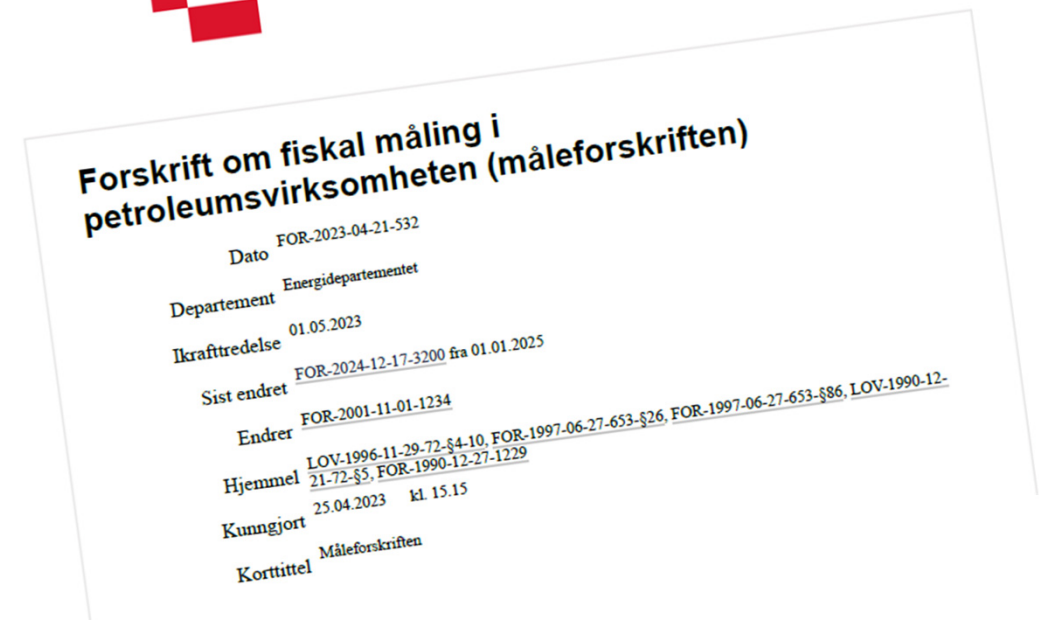 Forskrift om fiskal måling i
petroleumsvirksomheten (måleforskriften)
Dato FOR-2023-04-21-532
Departement Energidepartementet
Ikrafttredelse 01.05.2023
Sist endret FOR-2024-12-17-3200 fra 01.01.2025
Endrer FOR-2001-11-01-1234
Hjemmel LOV-1996-11-29-72-§4-10, FOR-1997-06-27-653-§26, FOR-1997-06-27-653-§86, LOV-1990-12-
21-72-§5, FOR-1990-12-27-1229
Kunngjort 25.04.2023 kl. 15.15
Korttittel Måleforskriften